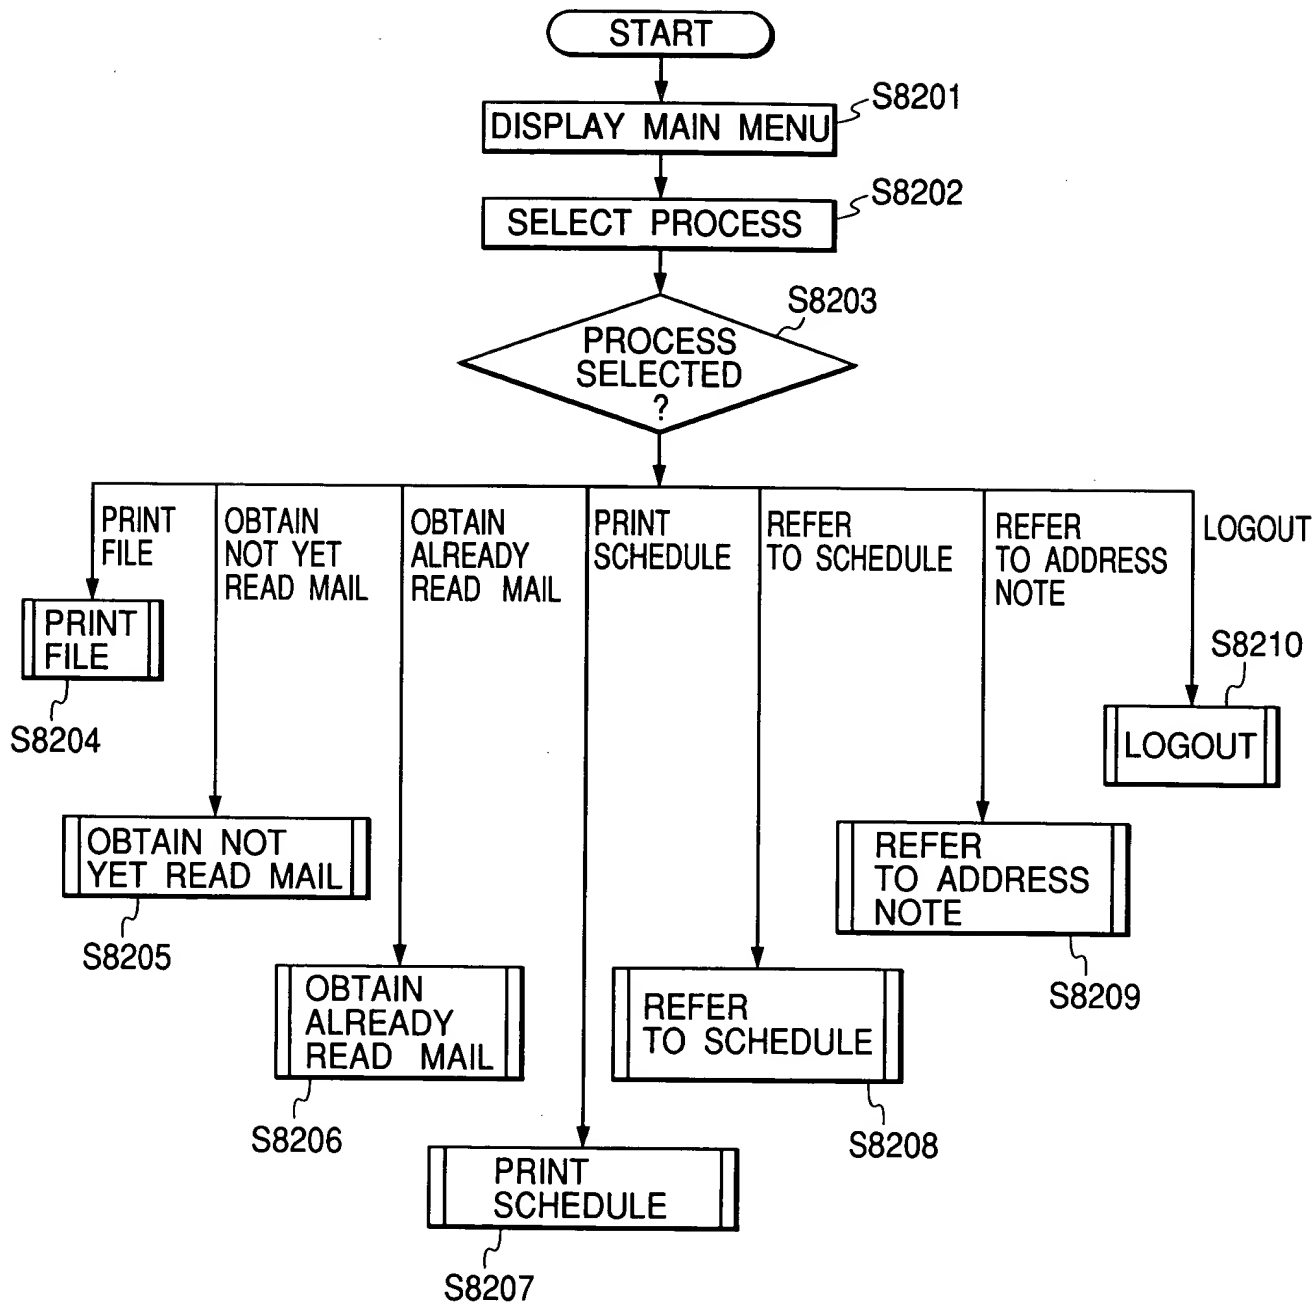 START
S8201
DISPLAY MAIN MENU
S8202
SELECT PROCESS
S8203
PROCESS
SELECTED
?
PRINT
FILE
OBTAIN
NOT YET
READ MAIL
OBTAIN
ALREADY
READ MAIL
PRINT
SCHEDULE
REFER
TO SCHEDULE
REFER
TO ADDRESS
NOTE
LOGOUT
PRINT
FILE
S8204
S8210
LOGOUT
OBTAIN NOT
YET READ MAIL
S8205
REFER
TO ADDRESS
NOTE
S8209
OBTAIN
ALREADY
READ MAIL
S8206
REFER
TO SCHEDULE
S8208
PRINT
SCHEDULE
S8207